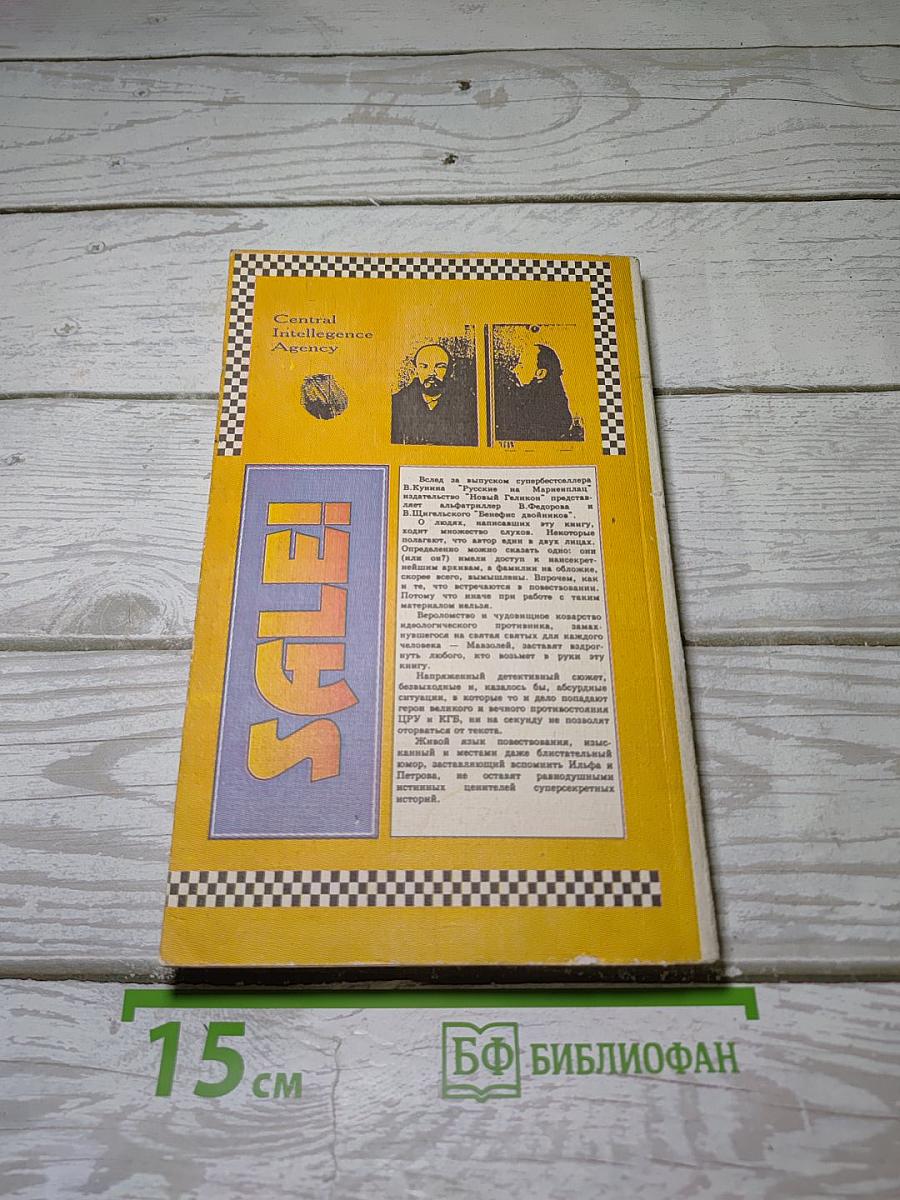 Central
Intellegence
Agency
SALE!
Вслед за выпуском супербестселлера
В.Кунина "Русские на Мариенплац"
издательство "Новый Геликон" представ-
ляет альфатриллер В.Федорова и
В.Щигельского "Бенефис двойников".
О людях, написавших эту книгу,
ходит множество слухов. Некоторые
полагают, что автор един в двух лицах.
Определенно можно сказать одно: они
(или он?) имели доступ к наисекрет-
нейшим архивам, а фамилии на обложке,
скорее всего, вымышлены. Впрочем, как
и те, что встречаются в повествовании.
Потому что иначе при работе с таким
материалом нельзя.
Вероломство и чудовищное коварство
идеологического противника, замах-
нувшегося на святая святых для каждого
человека — Мавзолей, заставят вздрог-
нуть любого, кто возьмет в руки эту
книгу.
Напряженный детективный сюжет,
безвыходные и, казалось бы, абсурдные
ситуации, в которые то и дело попадают
герои великого и вечного противостояния
ЦРУ и КГБ, ни на секунду не позволят
оторваться от текста.
Живой язык повествования, изыс-
канный и местами даже блистательный
юмор, заставляющий вспомнить Ильфа и
Петрова, не оставят равнодушными
истинных ценителей суперсекретных
историй.
15 см
БФ БИБЛИОФАН